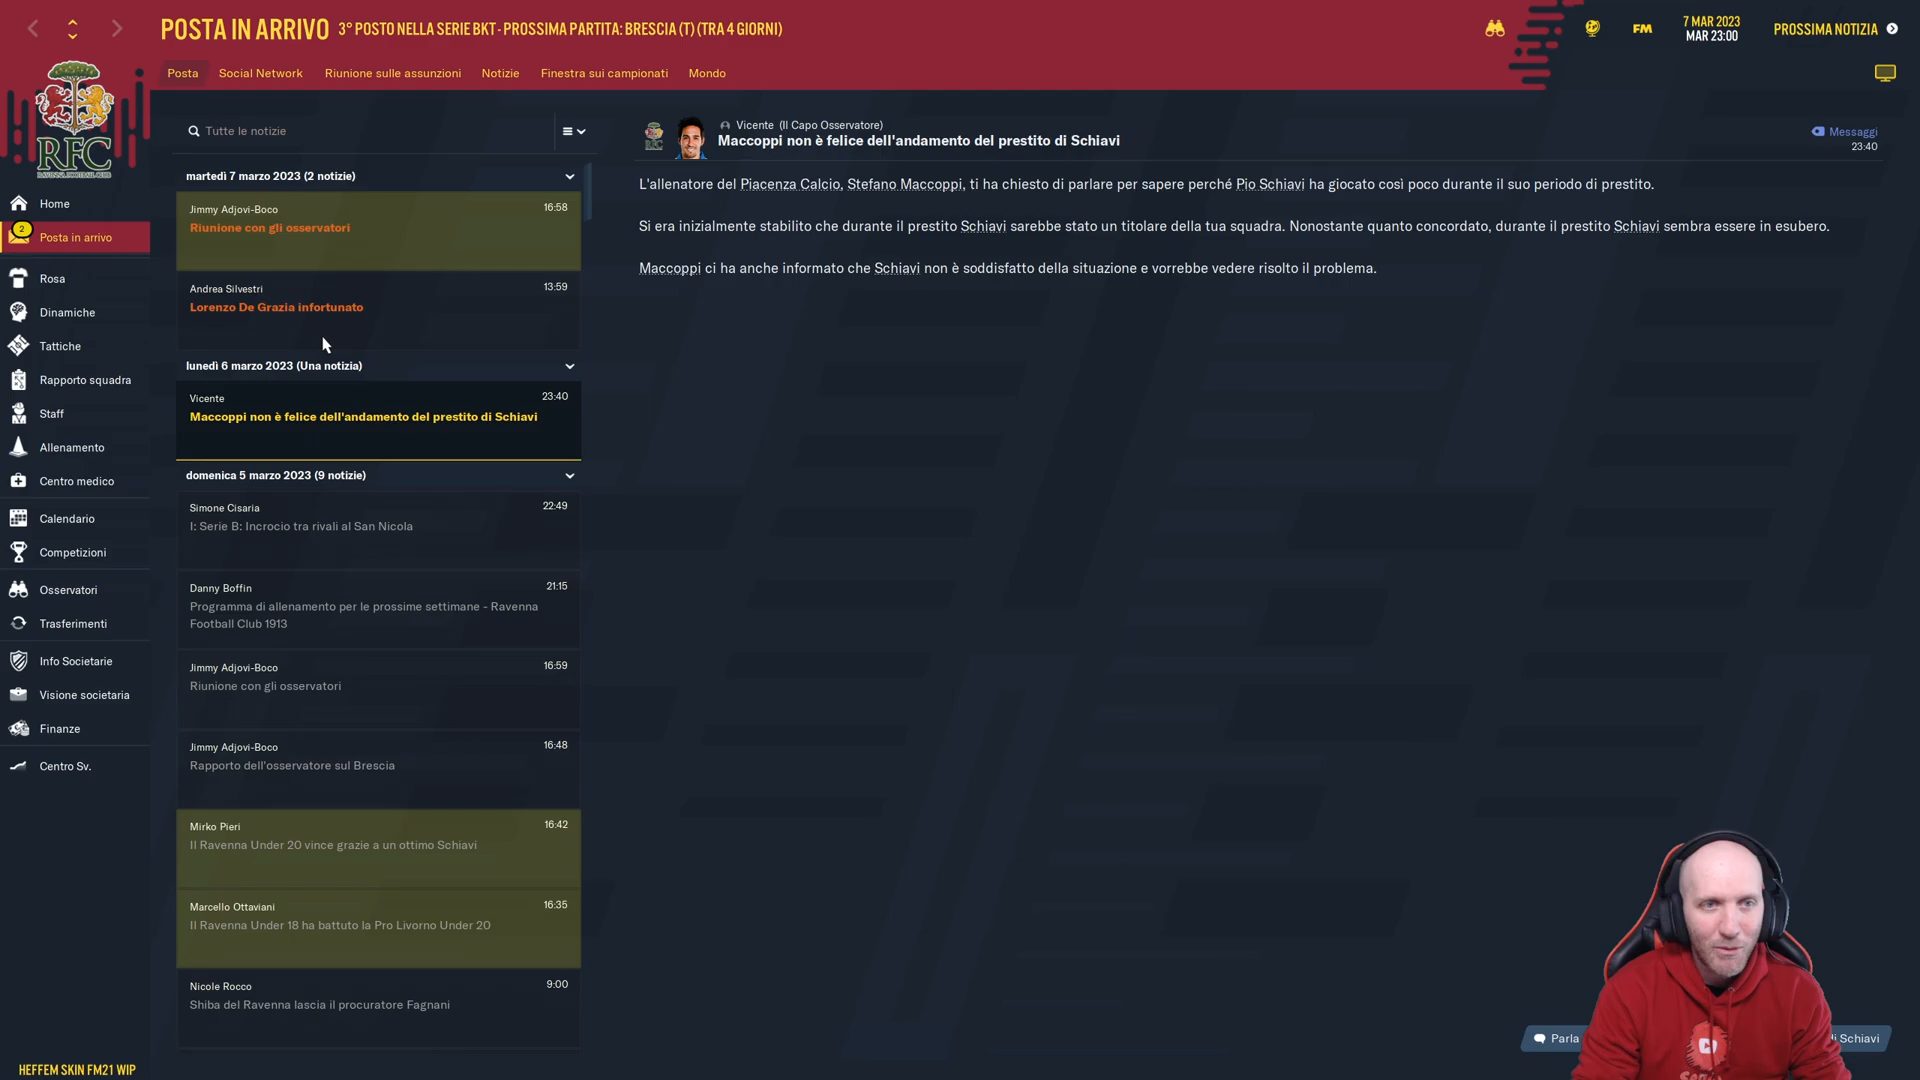 POSTA IN ARRIVO
3° POSTO NELLA SERIE BKT - PROSSIMA PARTITA: BRESCIA (T) (TRA 4 GIORNI)
FM
7 MAR 2023
MAR 23:00
PROSSIMA NOTIZIA
Posta
Social Network
Riunione sulle assunzioni
Notizie
Finestra sui campionati
Mondo
RFC
RAVENNA FOOTBALL CLUB
Home
2
Posta in arrivo
Rosa
Dinamiche
Tattiche
Rapporto squadra
Staff
Allenamento
Centro medico
Calendario
Competizioni
Osservatori
Trasferimenti
Info Societarie
Visione societaria
Finanze
Centro Sv.
HEFFEM SKIN FM21 WIP
Tutte le notizie
martedì 7 marzo 2023 (2 notizie)
Jimmy Adjovi-Boco
16:58
Riunione con gli osservatori
Andrea Silvestri
13:59
Lorenzo De Grazia infortunato
lunedì 6 marzo 2023 (Una notizia)
Vicente
23:40
Maccoppi non è felice dell'andamento del prestito di Schiavi
domenica 5 marzo 2023 (9 notizie)
Simone Cisaria
22:49
I: Serie B: Incrocio tra rivali al San Nicola
Danny Boffin
21:15
Programma di allenamento per le prossime settimane - Ravenna
Football Club 1913
Jimmy Adjovi-Boco
16:59
Riunione con gli osservatori
Jimmy Adjovi-Boco
16:48
Rapporto dell'osservatore sul Brescia
Mirko Pieri
16:42
Il Ravenna Under 20 vince grazie a un ottimo Schiavi
Marcello Ottaviani
16:35
Il Ravenna Under 18 ha battuto la Pro Livorno Under 20
Nicole Rocco
9:00
Shiba del Ravenna lascia il procuratore Fagnani
Vicente (Il Capo Osservatore)
Maccoppi non è felice dell'andamento del prestito di Schiavi
Messaggi
23:40
L'allenatore del Piacenza Calcio, Stefano Maccoppi, ti ha chiesto di parlare per sapere perché Pio Schiavi ha giocato così poco durante il suo periodo di prestito.
Si era inizialmente stabilito che durante il prestito Schiavi sarebbe stato un titolare della tua squadra. Nonostante quanto concordato, durante il prestito Schiavi sembra essere in esubero.
Maccoppi ci ha anche informato che Schiavi non è soddisfatto della situazione e vorrebbe vedere risolto il problema.
Parla
Schiavi